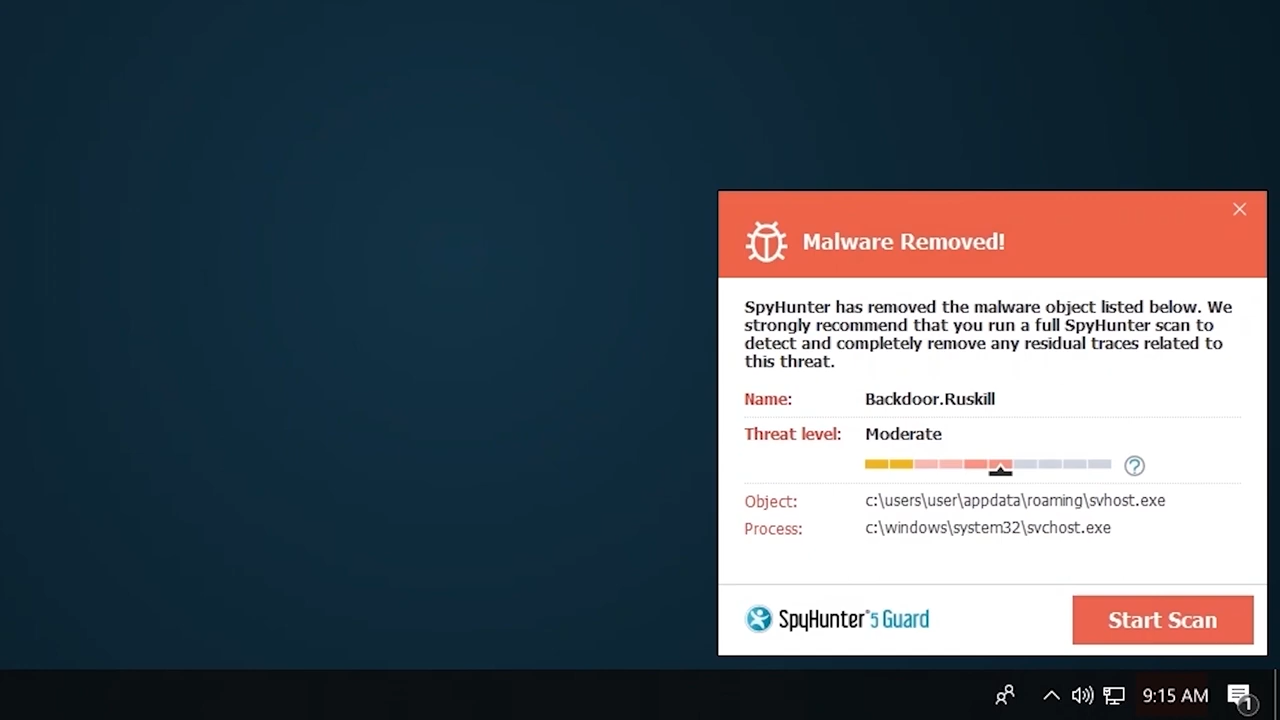 Malware Removed!
SpyHunter has removed the malware object listed below. We
strongly recommend that you run a full SpyHunter scan to
detect and completely remove any residual traces related to
this threat.
Name: Backdoor.Ruskill
Threat level: Moderate
?
Object: c:\users\user\appdata\roaming\svhost.exe
Process: c:\windows\system32\svchost.exe
SpyHunter® 5 Guard
Start Scan
9:15 AM
1